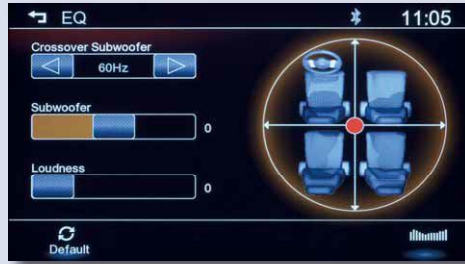 EQ
11:05
Crossover Subwoofer
60Hz
Subwoofer
0
Loudness
0
Default